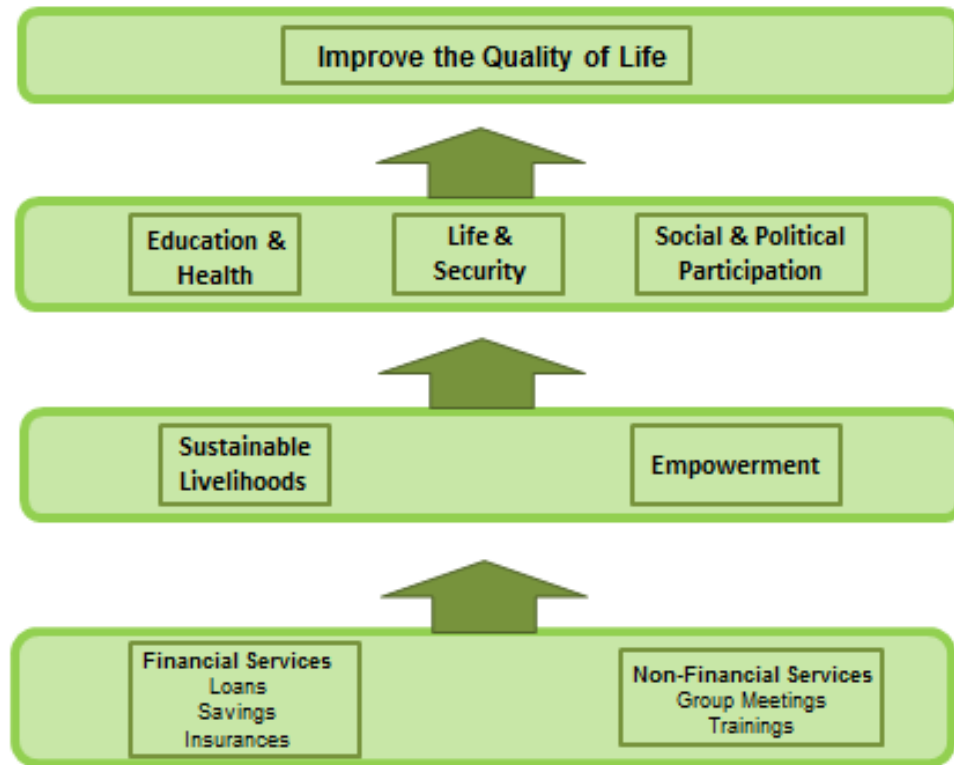 Improve the Quality of Life
Education &
Health
Life &
Security
Social & Political
Participation
Sustainable
Livelihoods
Empowerment
Financial Services
Loans
Savings
Insurances
Non-Financial Services
Group Meetings
Trainings